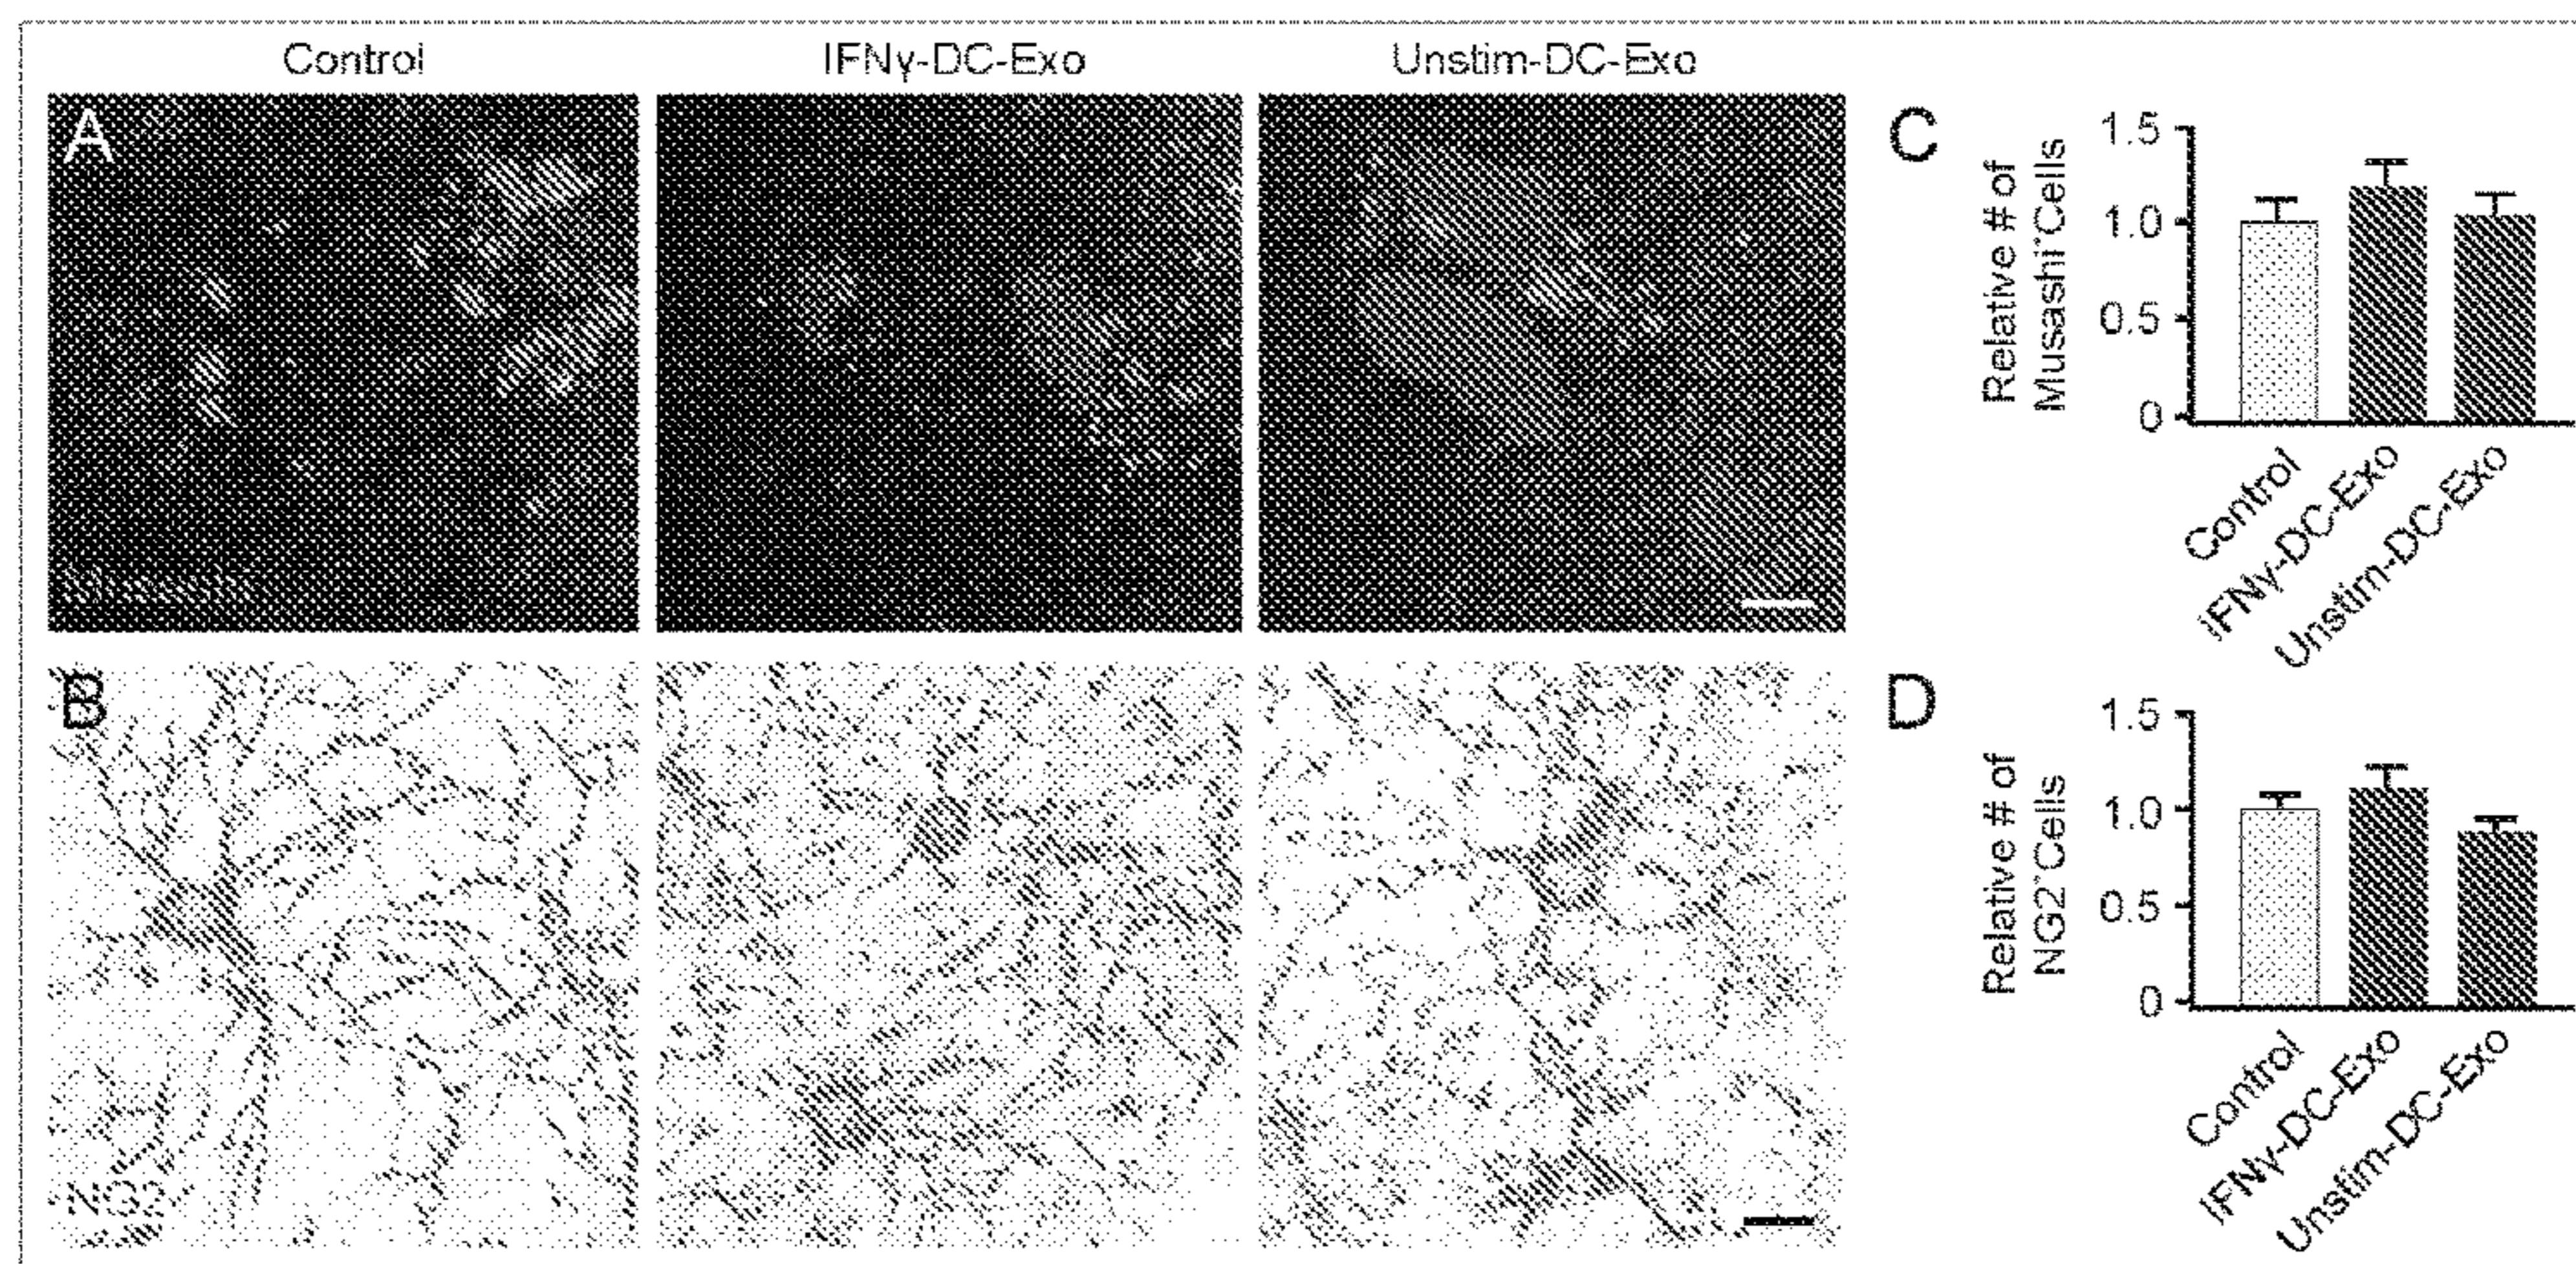 Control IFNγ-DC-Exo Unstim-DC-Exo
A
B
NG2
C
Relative # of
Musashi⁺Cells
1.5
1.0
0.5
0
Control
IFNγ-DC-Exo
Unstim-DC-Exo
D
Relative # of
NG2⁺Cells
1.5
1.0
0.5
0
Control
IFNγ-DC-Exo
Unstim-DC-Exo